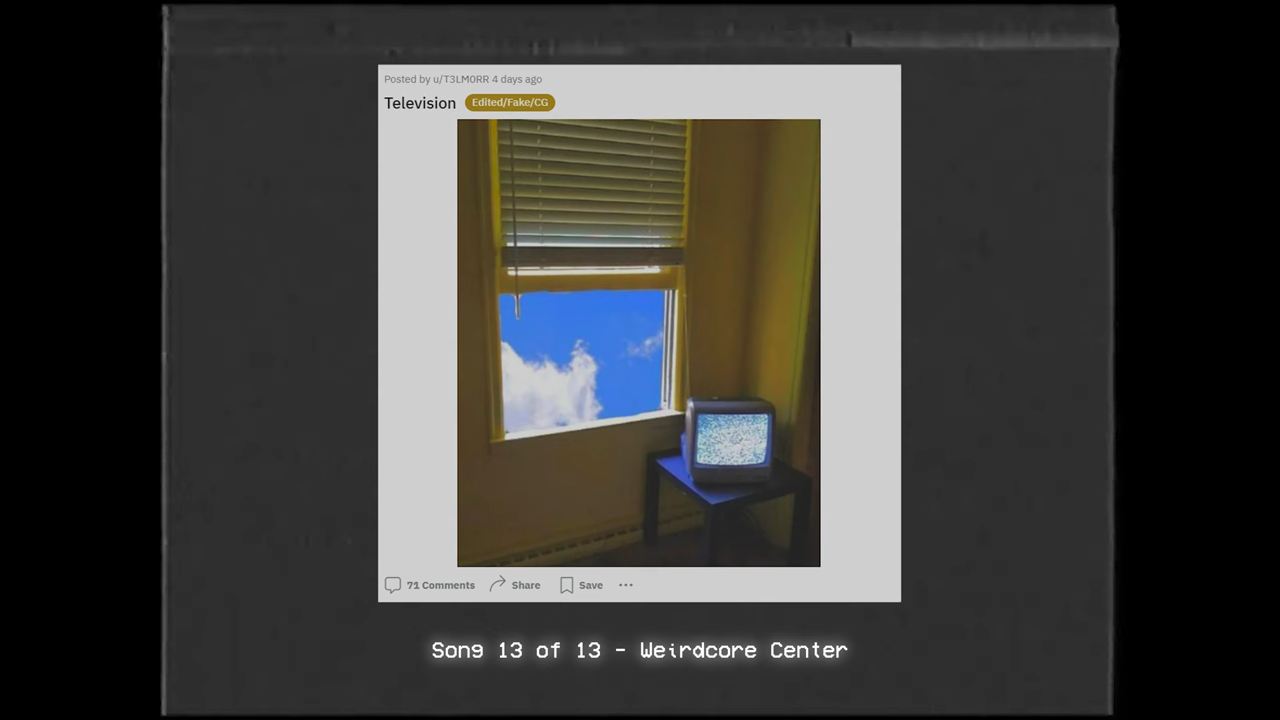 Posted by u/T3LM0RR 4 days ago
Television Edited/Fake/CG
71 Comments Share Save ···
Song 13 of 13 - Weirdcore Center